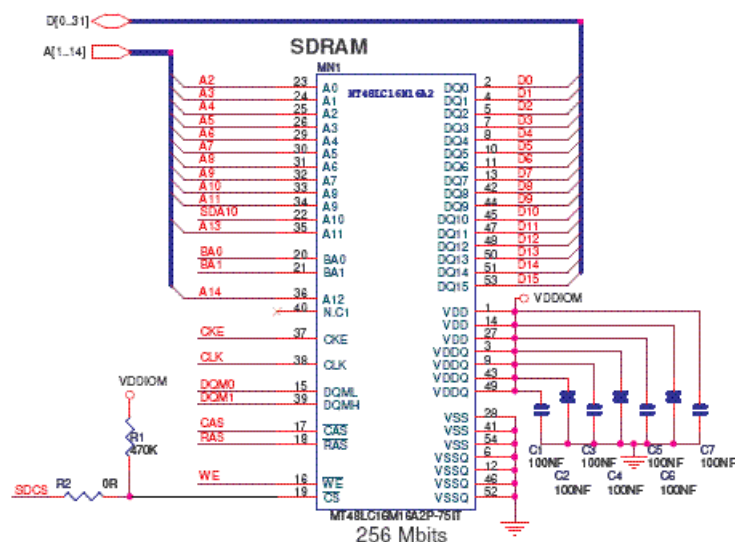 D[0..31]
A[1..14]
SDRAM
MN1
MT48LC16M16A2
A2 23 A0 DQ0 2 D0
A3 24 A1 DQ1 4 D1
A4 25 A2 DQ2 5 D2
A5 26 A3 DQ3 7 D3
A6 29 A4 DQ4 8 D4
A7 30 A5 DQ5 10 D5
A8 31 A6 DQ6 11 D6
A9 32 A7 DQ7 13 D7
A10 33 A8 DQ8 42 D8
A11 34 A9 DQ9 44 D9
SDA10 22 A10 DQ10 45 D10
A13 35 A11 DQ11 47 D11
DQ12 48 D12
BA0 20 BA0 DQ13 50 D13
BA1 21 BA1 DQ14 51 D14
DQ15 53 D15
A14 36 A12
VDDIOM
40 N.C1 VDD 1
VDD 14
CKE 37 CKE VDD 27
VDDQ 3
CLK 38 CLK VDDQ 9
VDDQ 43
VDDIOM
DQM0 15 DQML VDDQ 49
DQM1 39 DQMH
VSS 28
CAS 17 CAS VSS 41
RAS 18 RAS VSS 54
VSSQ 6
VSSQ 12
WE 16 WE VSSQ 46
SDCS 19 CS VSSQ 52
R1
470K
R2 0R
C1 C3 C5 C7
100NF 100NF 100NF 100NF
C2 C4 C6
100NF 100NF 100NF
MT48LC16M16A2P-75IT
256 Mbits